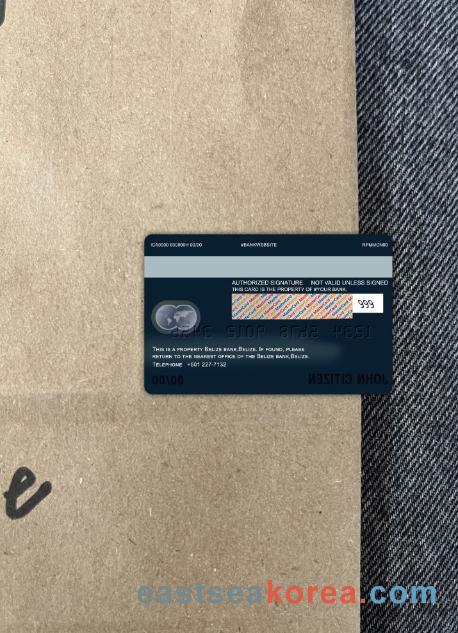 #BANKWEBSITE
AUTHORIZED SIGNATURE NOT VALID UNLESS SIGNED
THIS CARD IS THE PROPERTY OF #YOUR BANK.
999
THIS IS A PROPERTY BELIZE BANK,BELIZE. IF FOUND, PLEASE
RETURN TO THE NEAREST OFFICE OF THE BELIZE BANK,BELIZE.
TELEPHONE +501 227-7132
00/00 JOHN CITIZEN
e
eastseakorea.com